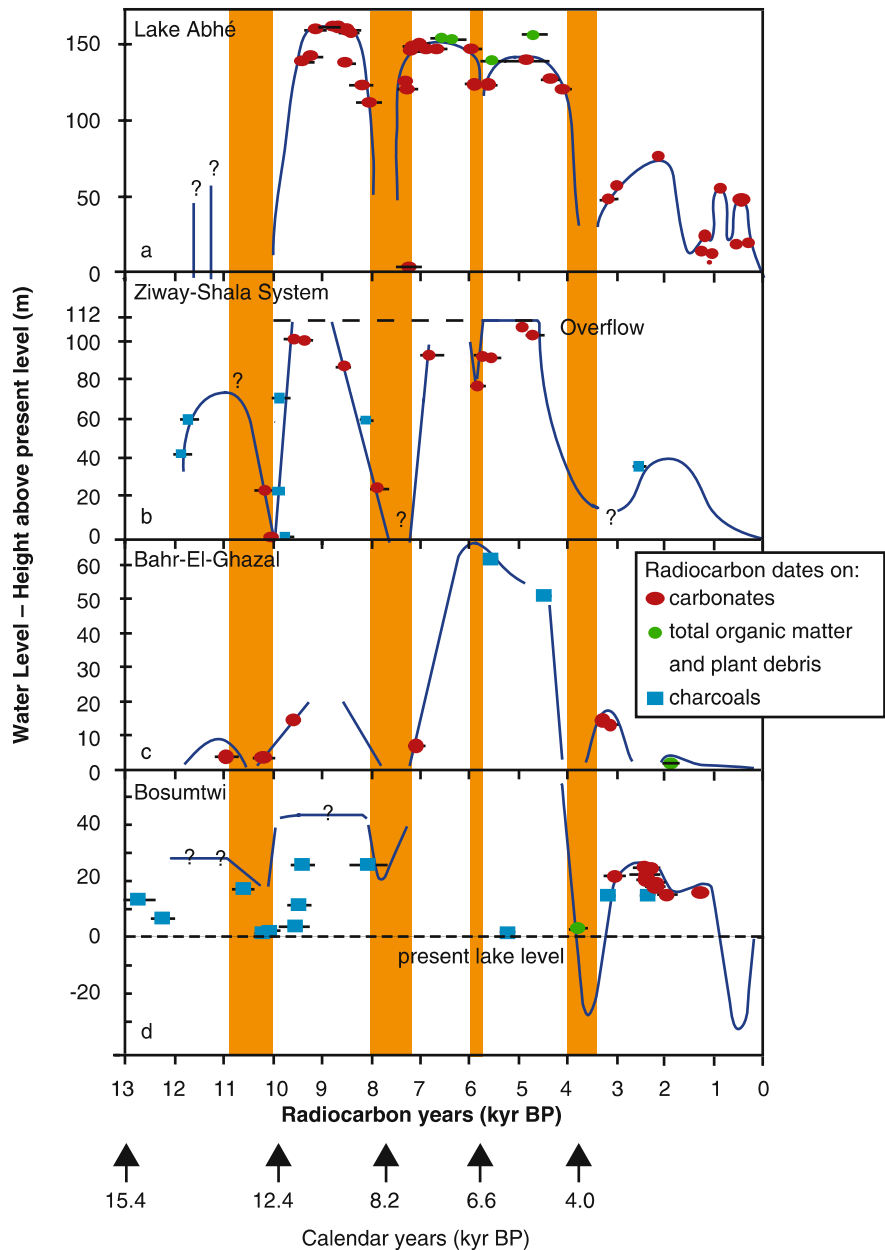 Water Level – Height above present level (m)
Lake Abhé
150
100
50
0
?
?
a
Ziway-Shala System
112
100
80
60
40
20
0
?
Overflow
?
?
b
Bahr-El-Ghazal
60
50
40
30
20
10
0
c
Radiocarbon dates on:
carbonates
total organic matter
and plant debris
charcoals
Bosumtwi
40
20
0
-20
?
?
?
present lake level
d
13 12 11 10 9 8 7 6 5 4 3 2 1 0
Radiocarbon years (kyr BP)
15.4 12.4 8.2 6.6 4.0
Calendar years (kyr BP)